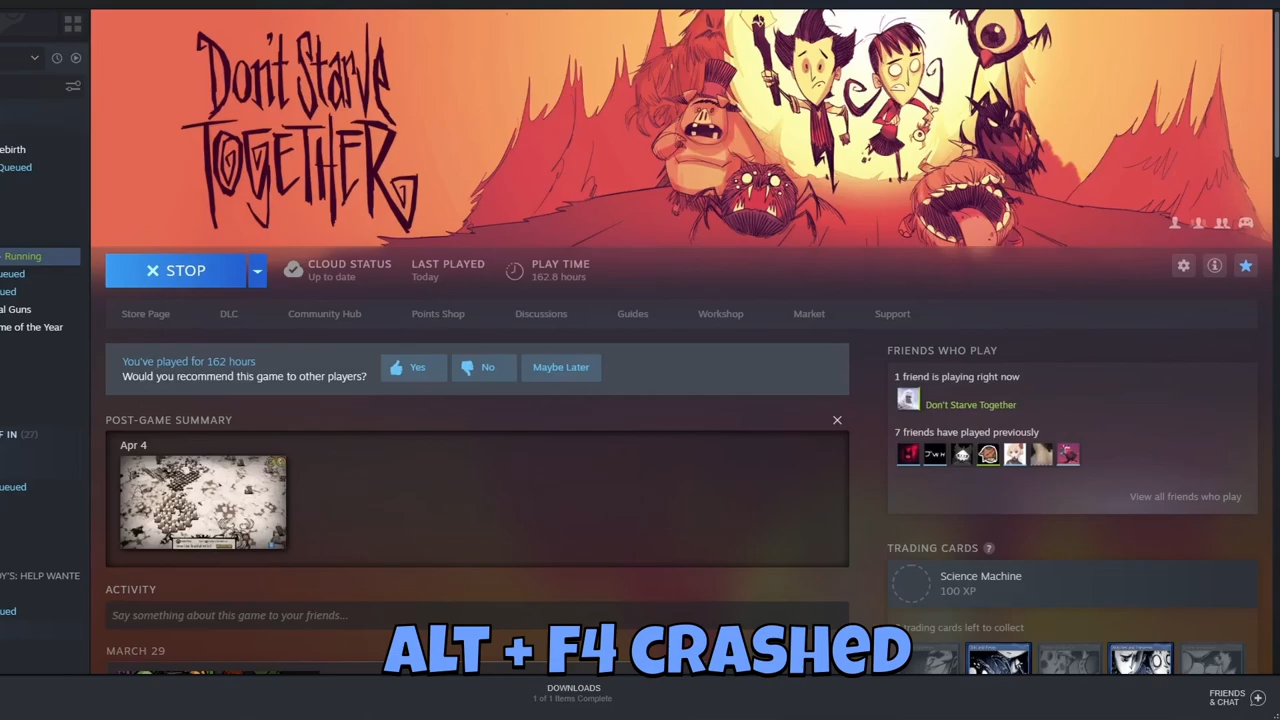 Don't Starve
TOGETHER
ebirth
Queued
- Running
ueued
ued
al Guns
me of the Year
F IN (27)
ueued
OY'S: HELP WANTE
ued
STOP
CLOUD STATUS
Up to date
LAST PLAYED
Today
PLAY TIME
162.8 hours
Store Page
DLC
Community Hub
Points Shop
Discussions
Guides
Workshop
Market
Support
You've played for 162 hours
Would you recommend this game to other players?
Yes
No
Maybe Later
POST-GAME SUMMARY
Apr 4
ACTIVITY
Say something about this game to your friends...
MARCH 29
FRIENDS WHO PLAY
1 friend is playing right now
Don't Starve Together
7 friends have played previously
View all friends who play
TRADING CARDS ?
Science Machine
100 XP
trading cards left to collect
ALT + F4 CRASHED
DOWNLOADS
1 of 1 Items Complete
FRIENDS
& CHAT